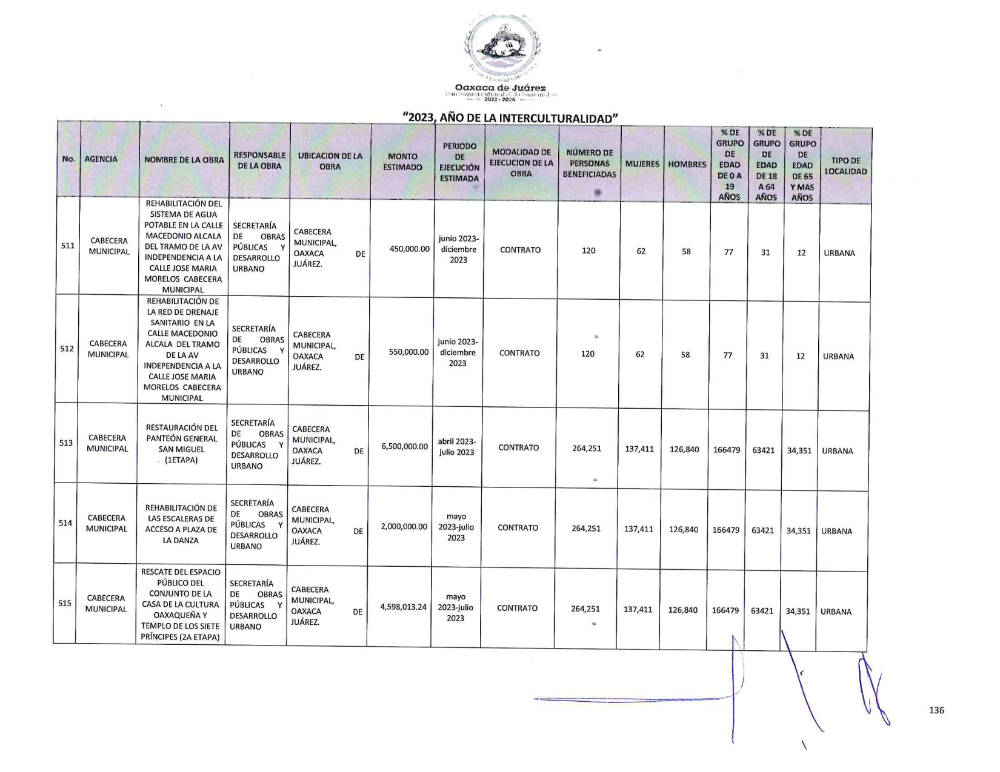 Oaxaca de Juárez
2022 - 2024
“2023, AÑO DE LA INTERCULTURALIDAD”
No.
AGENCIA
NOMBRE DE LA OBRA
RESPONSABLE
DE LA OBRA
UBICACION DE LA
OBRA
MONTO
ESTIMADO
PERIODO
DE
EJECUCIÓN
ESTIMADA
MODALIDAD DE
EJECUCION DE LA
OBRA
NÚMERO DE
PERSONAS
BENEFICIADAS
MUJERES
HOMBRES
% DE
GRUPO
DE
EDAD
DE 0 A
19
AÑOS
% DE
GRUPO
DE
EDAD
DE 18
A 64
AÑOS
% DE
GRUPO
DE
EDAD
DE 65
Y MAS
AÑOS
TIPO DE
LOCALIDAD
511
CABECERA
MUNICIPAL
REHABILITACIÓN DEL
SISTEMA DE AGUA
POTABLE EN LA CALLE
MACEDONIO ALCALA
DEL TRAMO DE LA AV
INDEPENDENCIA A LA
CALLE JOSE MARIA
MORELOS CABECERA
MUNICIPAL
SECRETARÍA
DE OBRAS
PÚBLICAS Y
DESARROLLO
URBANO
CABECERA
MUNICIPAL,
OAXACA DE
JUÁREZ.
450,000.00
junio 2023-
diciembre
2023
CONTRATO
120
62
58
77
31
12
URBANA
512
CABECERA
MUNICIPAL
REHABILITACIÓN DE
LA RED DE DRENAJE
SANITARIO EN LA
CALLE MACEDONIO
ALCALA DEL TRAMO
DE LA AV
INDEPENDENCIA A LA
CALLE JOSE MARIA
MORELOS CABECERA
MUNICIPAL
SECRETARÍA
DE OBRAS
PÚBLICAS Y
DESARROLLO
URBANO
CABECERA
MUNICIPAL,
OAXACA DE
JUÁREZ.
550,000.00
junio 2023-
diciembre
2023
CONTRATO
120
62
58
77
31
12
URBANA
513
CABECERA
MUNICIPAL
RESTAURACIÓN DEL
PANTEÓN GENERAL
SAN MIGUEL
(1ETAPA)
SECRETARÍA
DE OBRAS
PÚBLICAS Y
DESARROLLO
URBANO
CABECERA
MUNICIPAL,
OAXACA DE
JUÁREZ.
6,500,000.00
abril 2023-
julio 2023
CONTRATO
264,251
137,411
126,840
166479
63421
34,351
URBANA
514
CABECERA
MUNICIPAL
REHABILITACIÓN DE
LAS ESCALERAS DE
ACCESO A PLAZA DE
LA DANZA
SECRETARÍA
DE OBRAS
PÚBLICAS Y
DESARROLLO
URBANO
CABECERA
MUNICIPAL,
OAXACA DE
JUÁREZ.
2,000,000.00
mayo
2023-julio
2023
CONTRATO
264,251
137,411
126,840
166479
63421
34,351
URBANA
515
CABECERA
MUNICIPAL
RESCATE DEL ESPACIO
PÚBLICO DEL
CONJUNTO DE LA
CASA DE LA CULTURA
OAXAQUEÑA Y
TEMPLO DE LOS SIETE
PRÍNCIPES (2A ETAPA)
SECRETARÍA
DE OBRAS
PÚBLICAS Y
DESARROLLO
URBANO
CABECERA
MUNICIPAL,
OAXACA DE
JUÁREZ.
4,598,013.24
mayo
2023-julio
2023
CONTRATO
264,251
137,411
126,840
166479
63421
34,351
URBANA
136